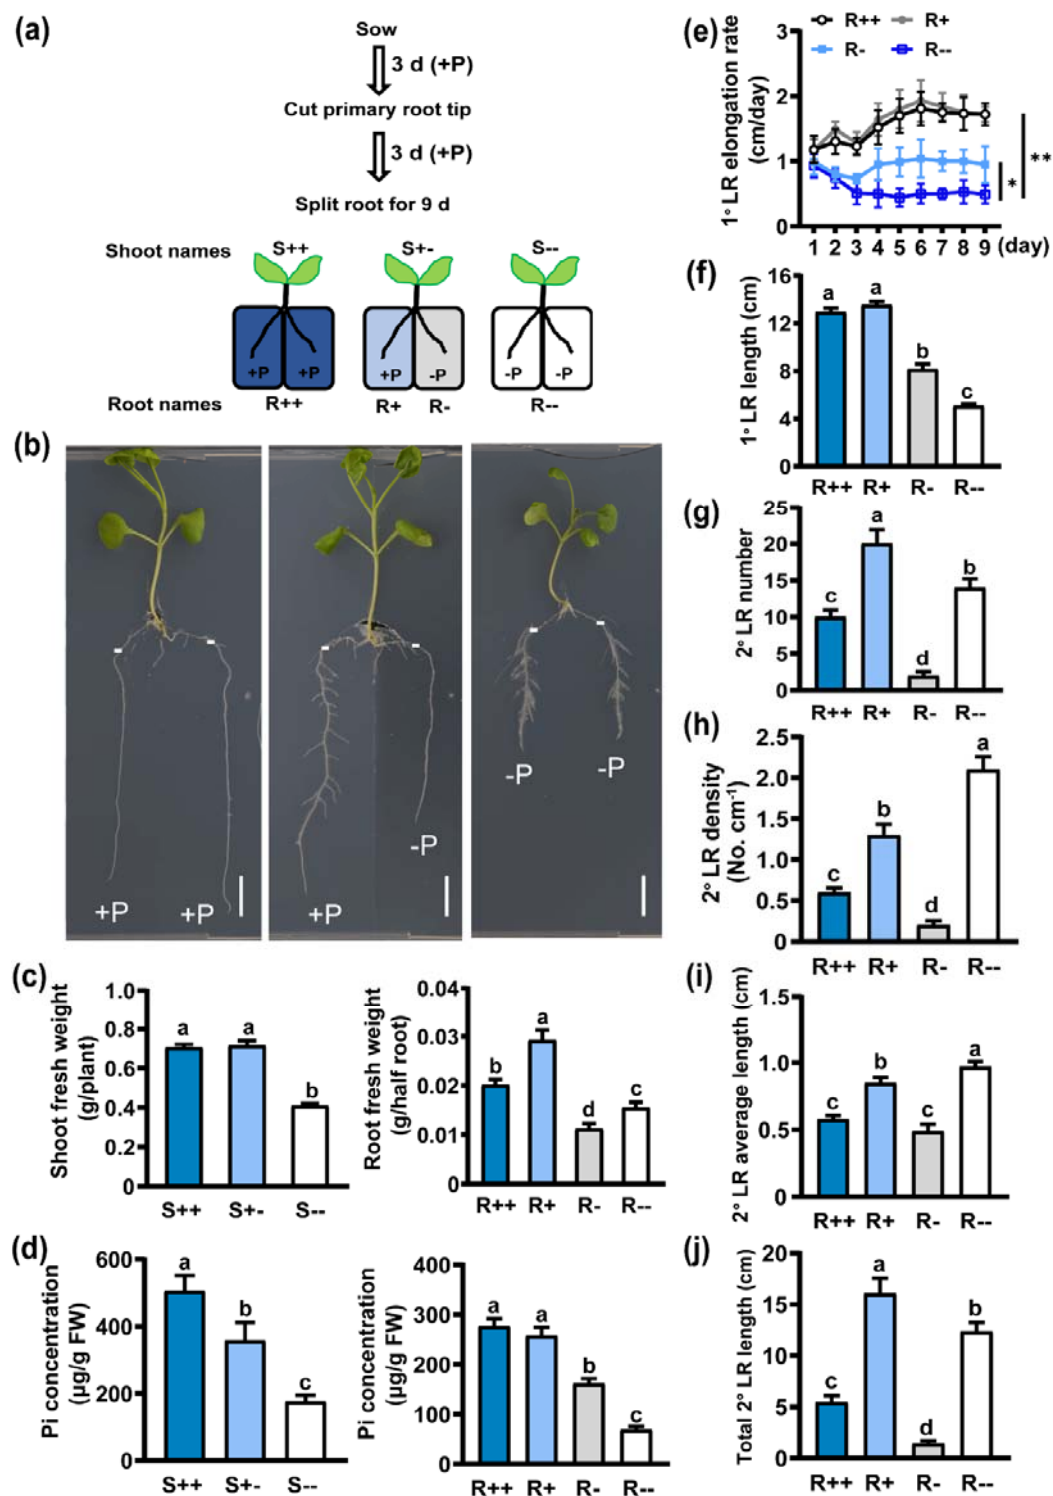 (a)
Sow
3 d (+P)
Cut primary root tip
3 d (+P)
Split root for 9 d
Shoot names S++ S+- S--
+P +P +P -P -P -P
Root names R++ R+ R- R--
(b)
+P +P +P -P -P -P
(c)
Shoot fresh weight
(g/plant)
1.0
0.8
0.6
0.4
0.2
0
a a b
S++ S+- S--
Root fresh weight
(g/half root)
0.04
0.03
0.02
0.01
0
b a d c
R++ R+ R- R--
(d)
Pi concentration
(µg/g FW)
600
400
200
0
a b c
S++ S+- S--
Pi concentration
(µg/g FW)
400
300
200
100
0
a a b c
R++ R+ R- R--
(e)
R++ R+
R- R--
1° LR elongation rate
(cm/day)
3
2
1
0
* **
1 2 3 4 5 6 7 8 9 (day)
(f)
1° LR length (cm)
16
12
8
4
0
a a b c
R++ R+ R- R--
(g)
2° LR number
25
20
15
10
5
0
c a d b
R++ R+ R- R--
(h)
2° LR density
(No. cm⁻¹)
2.5
2.0
1.5
1.0
0.5
0
c b d a
R++ R+ R- R--
(i)
2° LR average length (cm)
1.5
1.0
0.5
0
c b c a
R++ R+ R- R--
(j)
Total 2° LR length (cm)
20
15
10
5
0
c a d b
R++ R+ R- R--